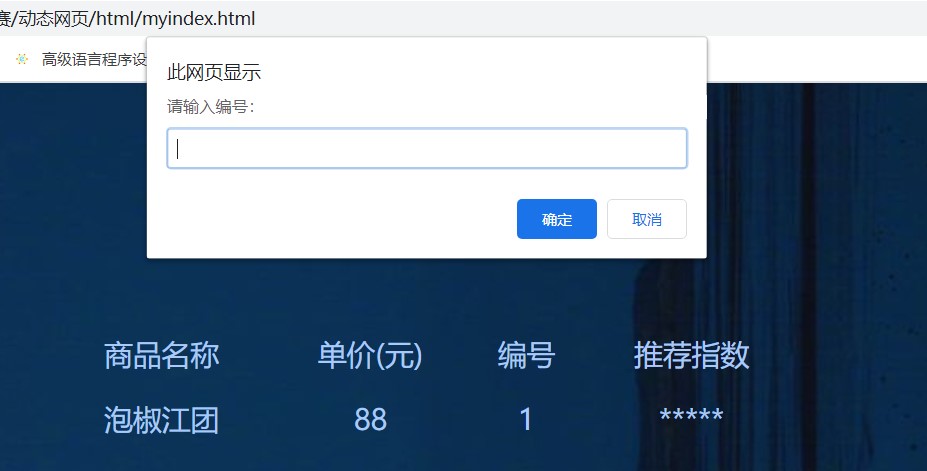 赛/动态网页/html/myindex.html
高级语言程序设
此网页显示
请输入编号：
确定 取消
商品名称 单价(元) 编号 推荐指数
泡椒江团 88 1 *****